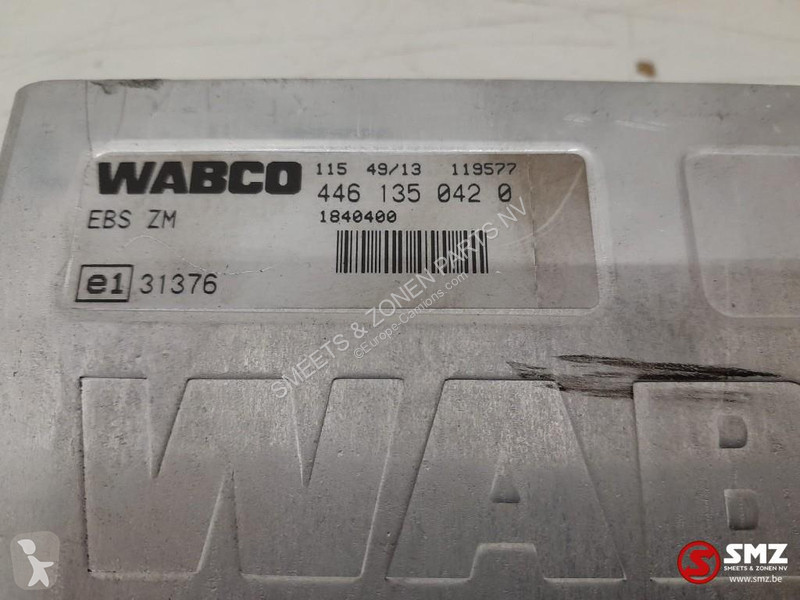 WABCO 115 49/13 119577
446 135 042 0
EBS ZM 1840400
e1 31376
SMEETS & ZONEN PARTS NV
©Europe-Camions.com
WAB
SMZ
SMEETS & ZONEN NV
www.smz.be